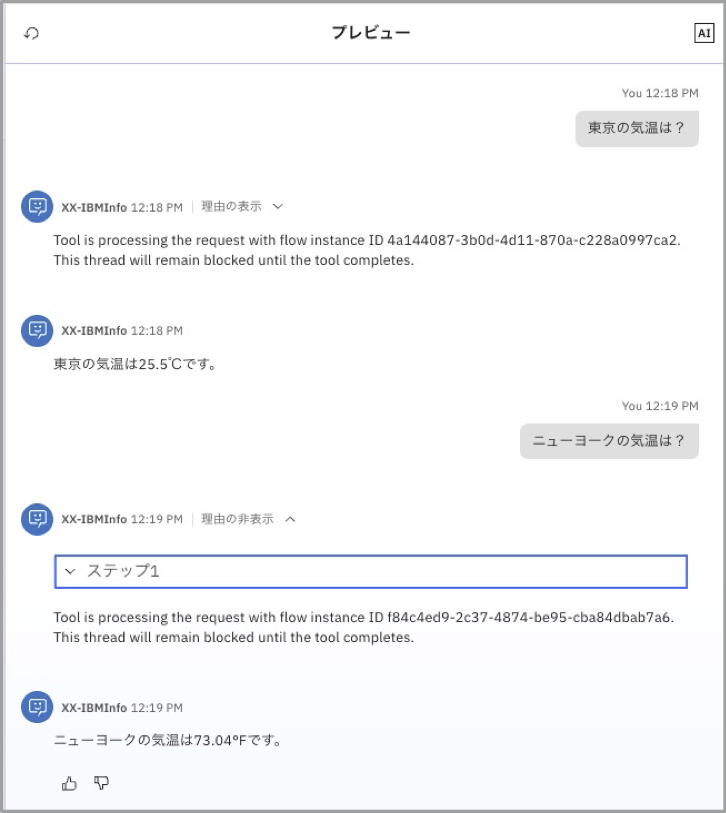 プレビュー
AI
You 12:18 PM
東京の気温は？
XX-IBMInfo 12:18 PM 理由の表示
Tool is processing the request with flow instance ID 4a144087-3b0d-4d11-870a-c228a0997ca2.
This thread will remain blocked until the tool completes.
XX-IBMInfo 12:18 PM
東京の気温は25.5℃です。
You 12:19 PM
ニューヨークの気温は？
XX-IBMInfo 12:19 PM 理由の非表示
ステップ1
Tool is processing the request with flow instance ID f84c4ed9-2c37-4874-be95-cba84dbab7a6.
This thread will remain blocked until the tool completes.
XX-IBMInfo 12:19 PM
ニューヨークの気温は73.04°Fです。